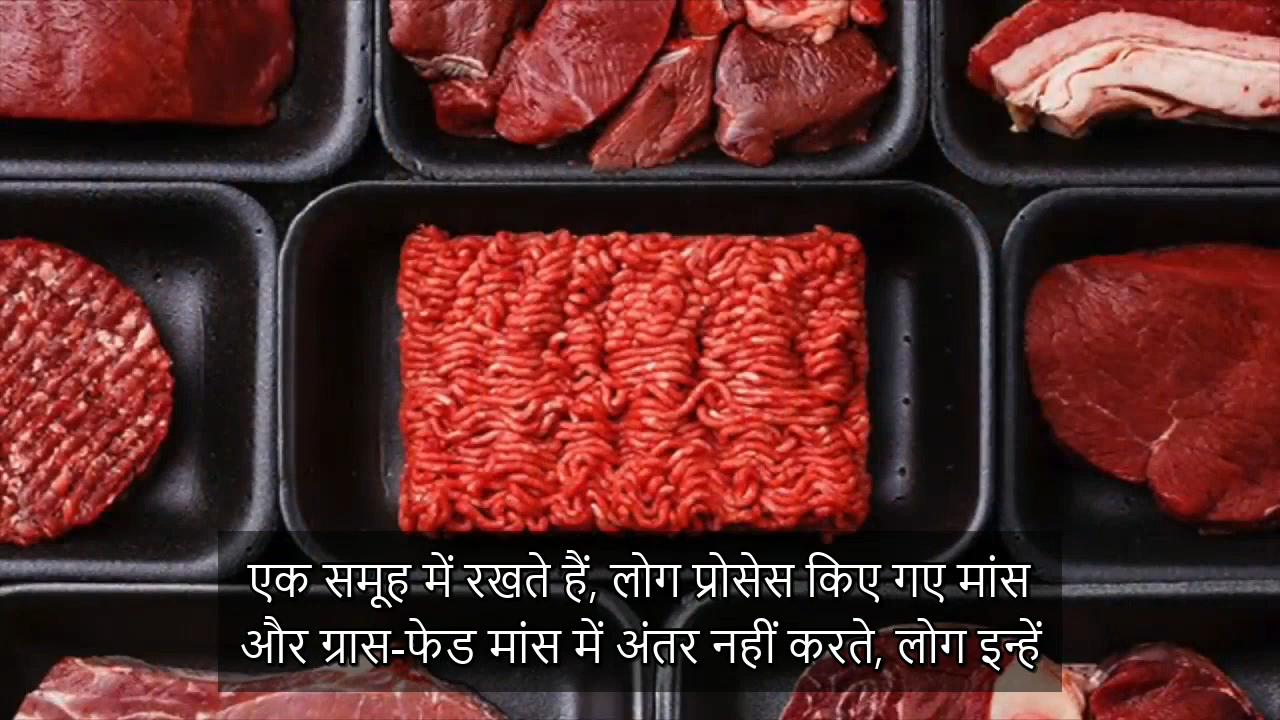 एक समूह में रखते हैं, लोग प्रोसेस किए गए मांस
और ग्रास-फेड मांस में अंतर नहीं करते, लोग इन्हें